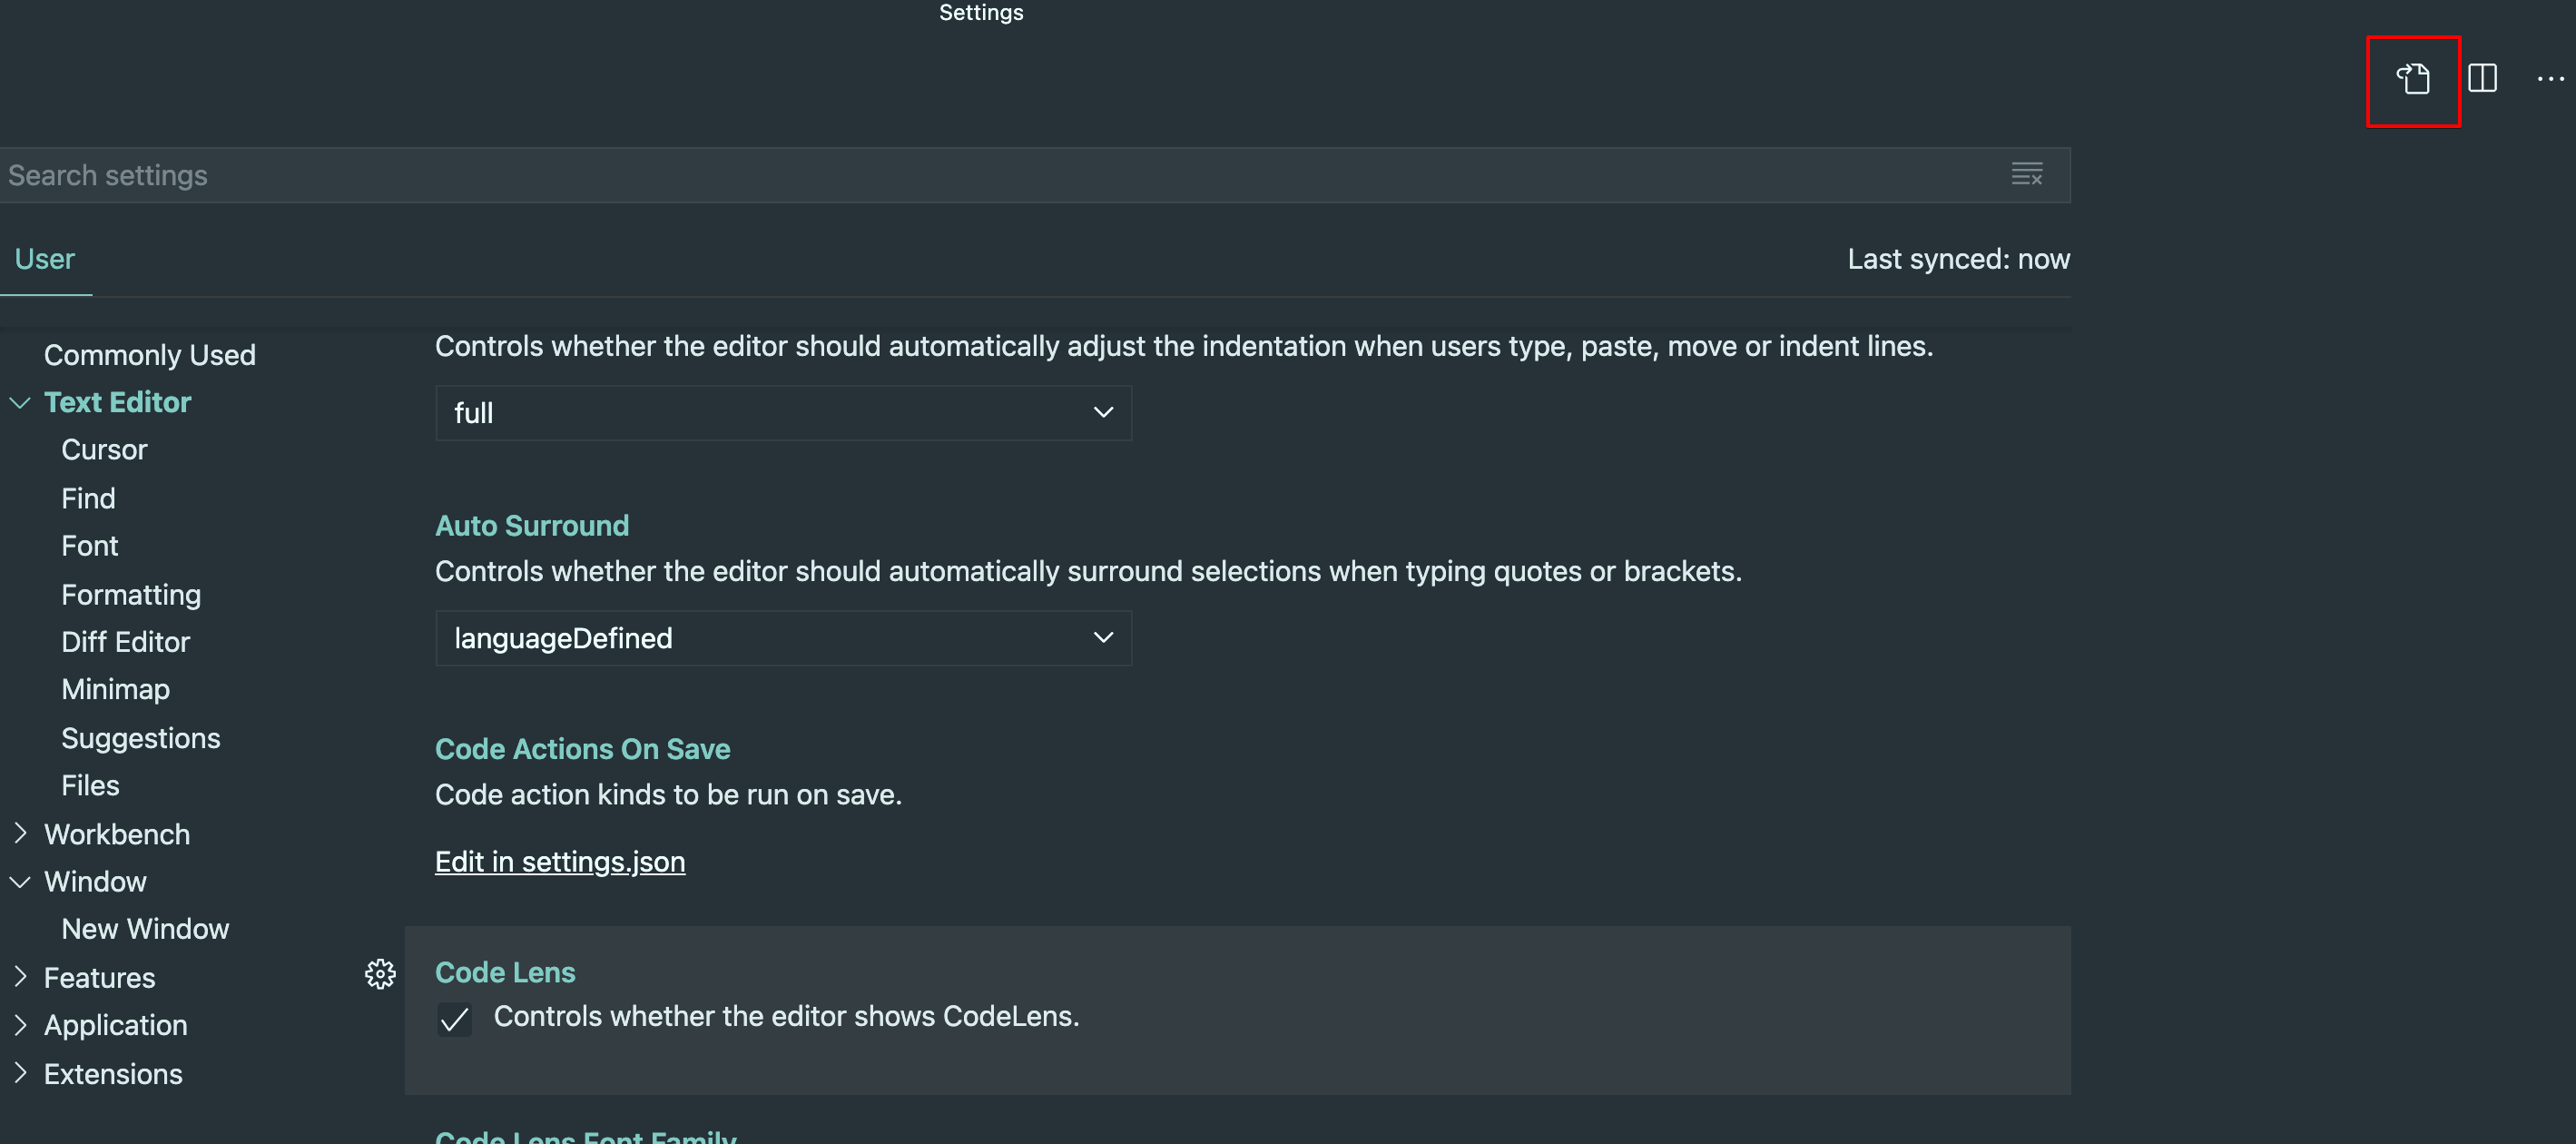 Settings
Search settings
User
Last synced: now
Commonly Used
Text Editor
Cursor
Find
Font
Formatting
Diff Editor
Minimap
Suggestions
Files
Workbench
Window
New Window
Features
Application
Extensions
Controls whether the editor should automatically adjust the indentation when users type, paste, move or indent lines.
full
Auto Surround
Controls whether the editor should automatically surround selections when typing quotes or brackets.
languageDefined
Code Actions On Save
Code action kinds to be run on save.
Edit in settings.json
Code Lens
Controls whether the editor shows CodeLens.
Code Lens Font Family